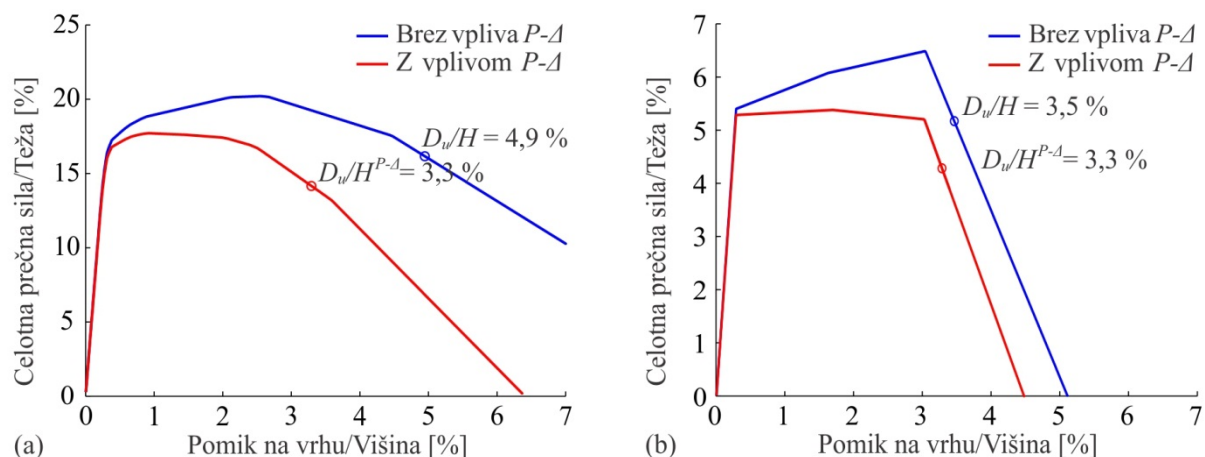 25
20
15
10
5
0
Celotna prečna sila/Teža [%]
Brez vpliva P-Δ
Z vplivom P-Δ
Du/H = 4,9 %
Du/H^P-Δ = 3,3 %
0 1 2 3 4 5 6 7
Pomik na vrhu/Višina [%]
(a)
7
6
5
4
3
2
1
0
Celotna prečna sila/Teža [%]
Brez vpliva P-Δ
Z vplivom P-Δ
Du/H = 3,5 %
Du/H^P-Δ = 3,3 %
0 1 2 3 4 5 6 7
Pomik na vrhu/Višina [%]
(b)